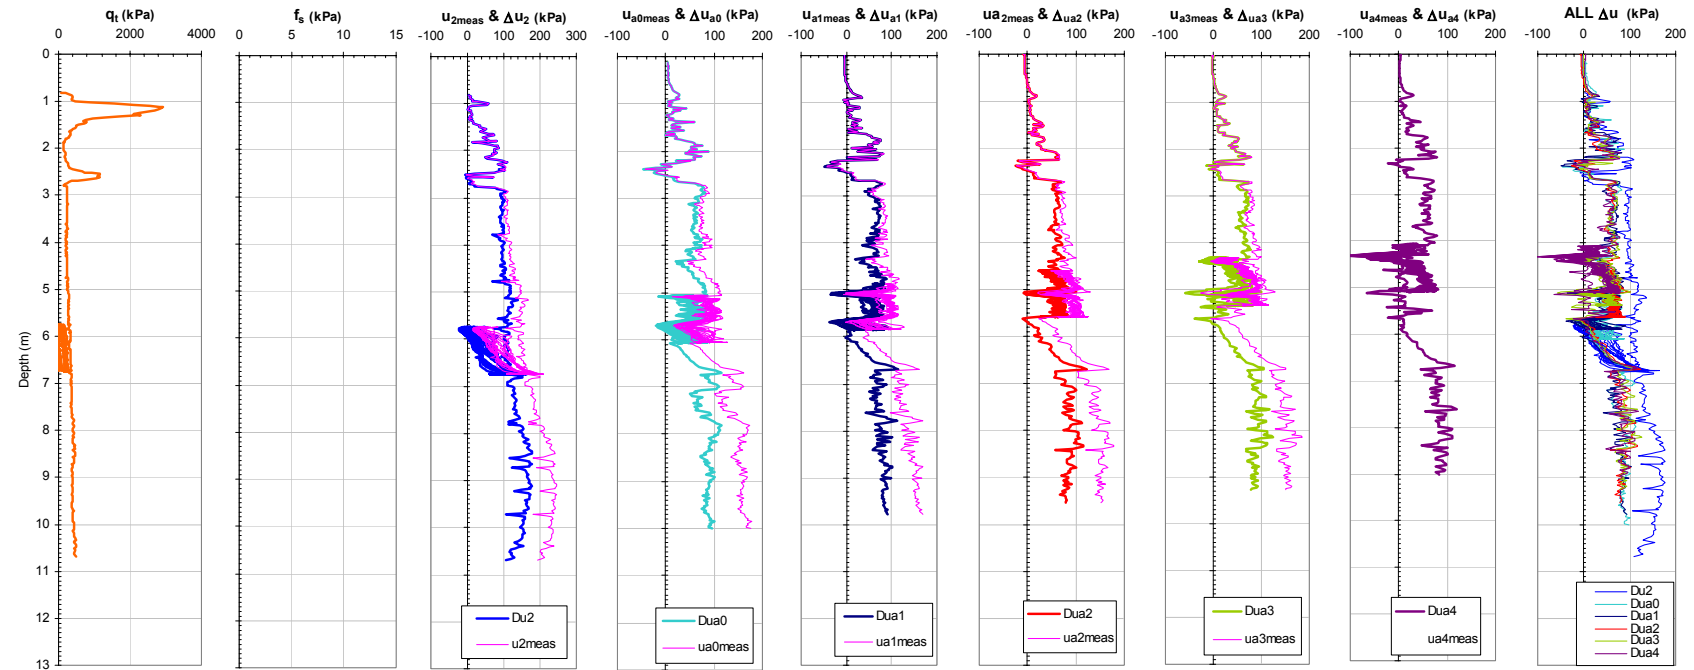 qt (kPa)
0 2000 4000
fs (kPa)
0 5 10 15
u2meas & Δu2 (kPa)
-100 0 100 200 300
ua0meas & Δua0 (kPa)
-100 0 100 200
ua1meas & Δua1 (kPa)
-100 0 100 200
ua2meas & Δua2 (kPa)
-100 0 100 200
ua3meas & Δua3 (kPa)
-100 0 100 200
ua4meas & Δua4 (kPa)
-100 0 100 200
ALL Δu (kPa)
-100 0 100 200
Depth (m)
0
1
2
3
4
5
6
7
8
9
10
11
12
13
Du2
u2meas
Dua0
ua0meas
Dua1
ua1meas
Dua2
ua2meas
Dua3
ua3meas
Dua4
ua4meas
Du2
Dua0
Dua1
Dua2
Dua3
Dua4